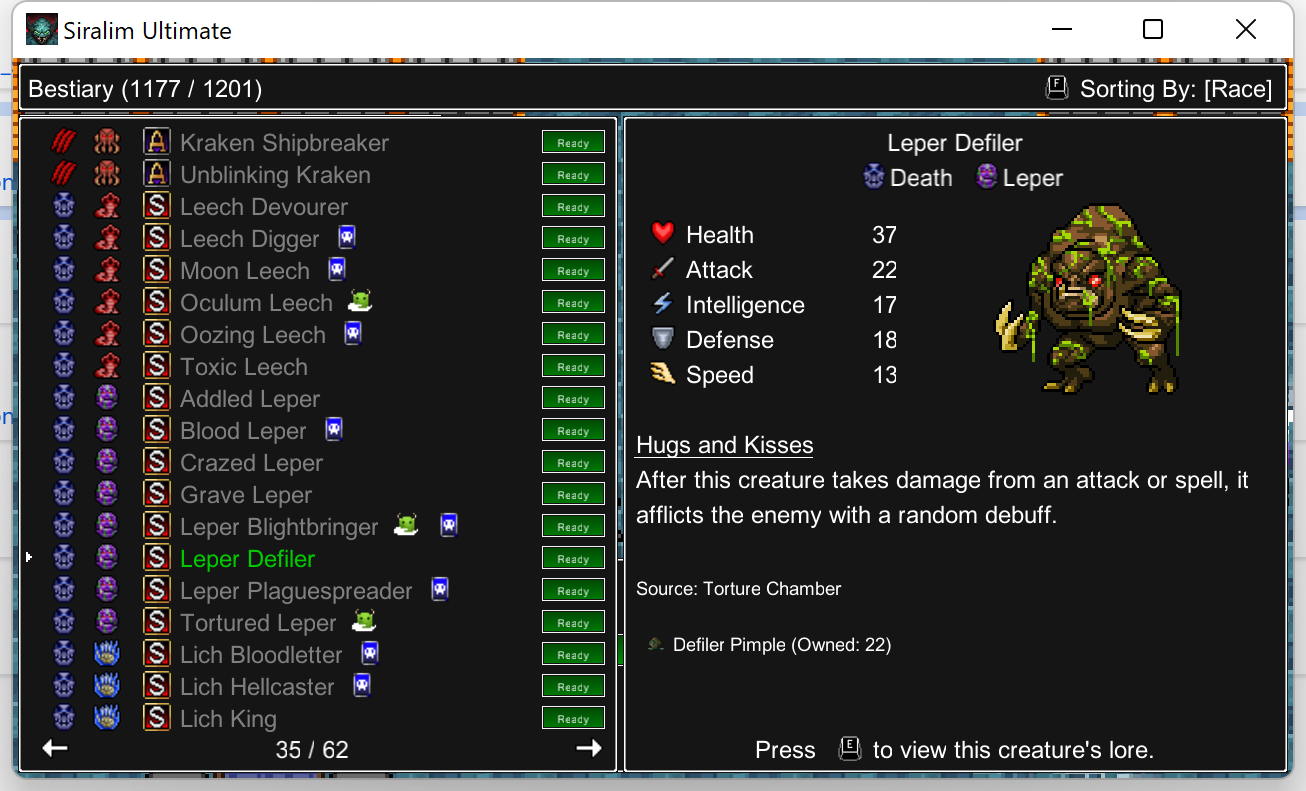 Siralim Ultimate
Bestiary (1177 / 1201)
F Sorting By: [Race]
A Kraken Shipbreaker Ready
A Unblinking Kraken Ready
S Leech Devourer Ready
S Leech Digger Ready
S Moon Leech Ready
S Oculum Leech Ready
S Oozing Leech Ready
S Toxic Leech Ready
S Addled Leper Ready
S Blood Leper Ready
S Crazed Leper Ready
S Grave Leper Ready
S Leper Blightbringer Ready
S Leper Defiler Ready
S Leper Plaguespreader Ready
S Tortured Leper Ready
S Lich Bloodletter Ready
S Lich Hellcaster Ready
S Lich King Ready
35 / 62
Leper Defiler
Death Leper
Health 37
Attack 22
Intelligence 17
Defense 18
Speed 13
Hugs and Kisses
After this creature takes damage from an attack or spell, it
afflicts the enemy with a random debuff.
Source: Torture Chamber
Defiler Pimple (Owned: 22)
Press E to view this creature's lore.